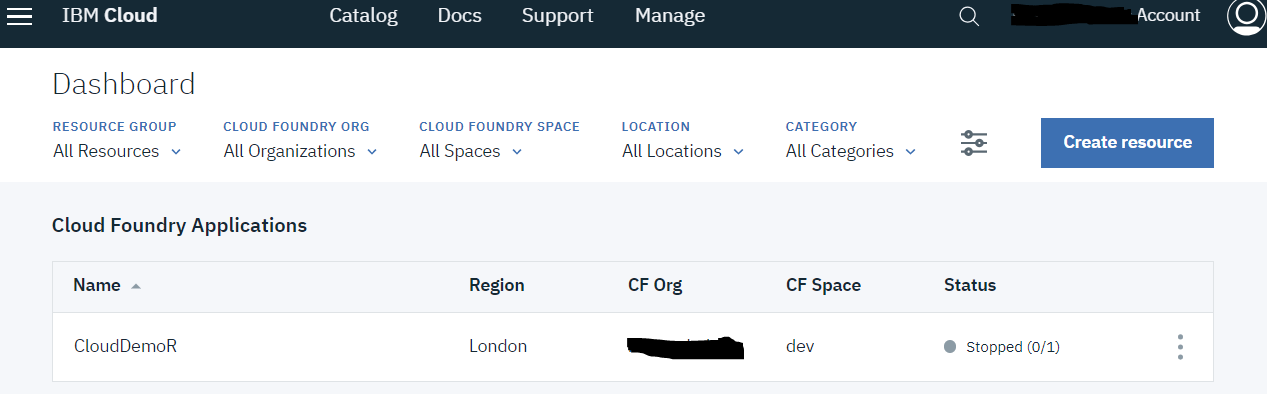 IBM Cloud Catalog Docs Support Manage Account
Dashboard
RESOURCE GROUP CLOUD FOUNDRY ORG CLOUD FOUNDRY SPACE LOCATION CATEGORY
All Resources All Organizations All Spaces All Locations All Categories
Create resource
Cloud Foundry Applications
Name Region CF Org CF Space Status
CloudDemoR London dev Stopped (0/1)